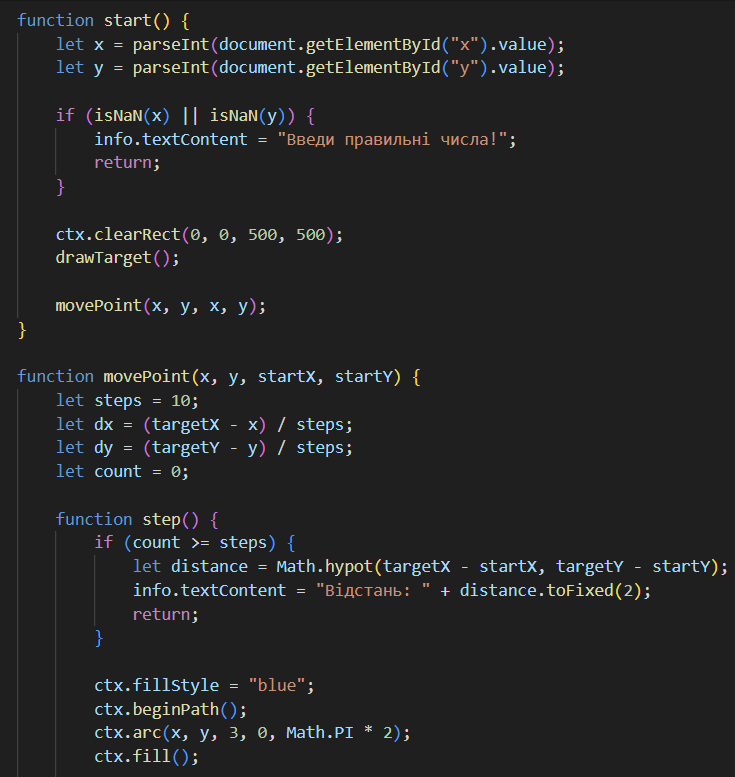 function start() {
    let x = parseInt(document.getElementById("x").value);
    let y = parseInt(document.getElementById("y").value);

    if (isNaN(x) || isNaN(y)) {
        info.textContent = "Введи правильні числа!";
        return;
    }

    ctx.clearRect(0, 0, 500, 500);
    drawTarget();

    movePoint(x, y, x, y);
}

function movePoint(x, y, startX, startY) {
    let steps = 10;
    let dx = (targetX - x) / steps;
    let dy = (targetY - y) / steps;
    let count = 0;

    function step() {
        if (count >= steps) {
            let distance = Math.hypot(targetX - startX, targetY - startY);
            info.textContent = "Відстань: " + distance.toFixed(2);
            return;
        }

        ctx.fillStyle = "blue";
        ctx.beginPath();
        ctx.arc(x, y, 3, 0, Math.PI * 2);
        ctx.fill();